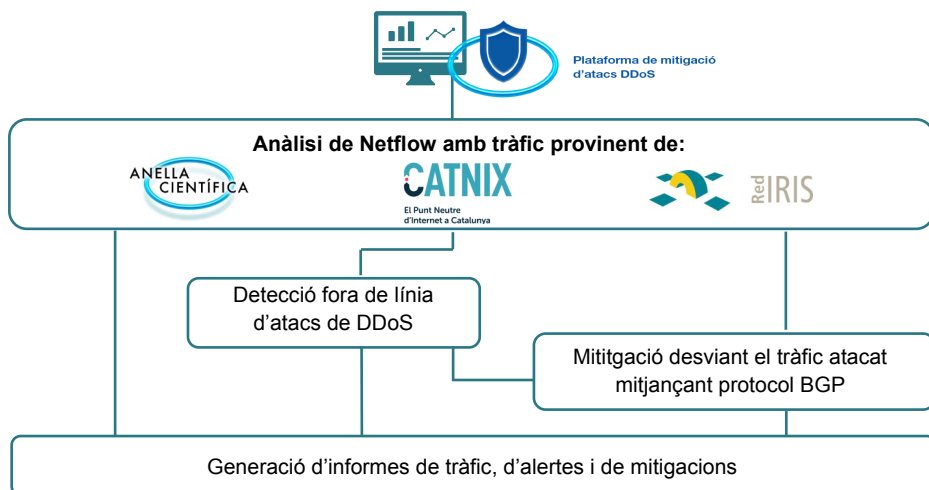 Plataforma de mitigació
d'atacs DDoS
Anàlisi de Netflow amb tràfic provinent de:
ANELLA
CIENTÍFICA
CATNIX
El Punt Neutre
d'Internet a Catalunya
Red IRIS
Detecció fora de línia
d'atacs de DDoS
Mititgació desviant el tràfic atacat
mitjançant protocol BGP
Generació d'informes de tràfic, d'alertes i de mitigacions